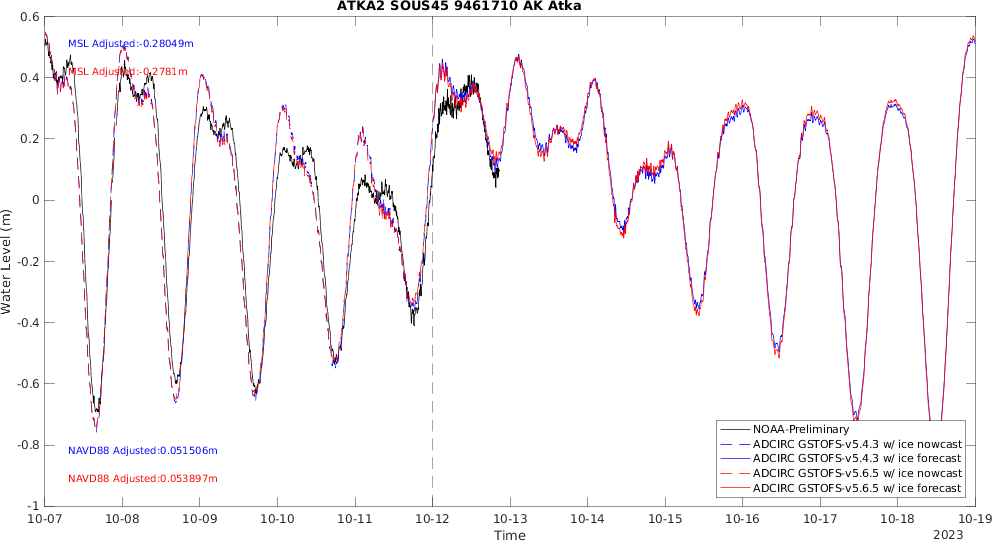 ATKA2 SOUS45 9461710 AK Atka
0.6
MSL Adjusted:-0.28049m
MSL Adjusted:-0.2781m
0.4
0.2
0
-0.2
-0.4
-0.6
-0.8
-1
Water Level (m)
NAVD88 Adjusted:0.051506m
NAVD88 Adjusted:0.053897m
NOAA-Preliminary
ADCIRC GSTOFS-v5.4.3 w/ ice nowcast
ADCIRC GSTOFS-v5.4.3 w/ ice forecast
ADCIRC GSTOFS-v5.6.5 w/ ice nowcast
ADCIRC GSTOFS-v5.6.5 w/ ice forecast
10-07 10-08 10-09 10-10 10-11 10-12 10-13 10-14 10-15 10-16 10-17 10-18 10-19
Time
2023